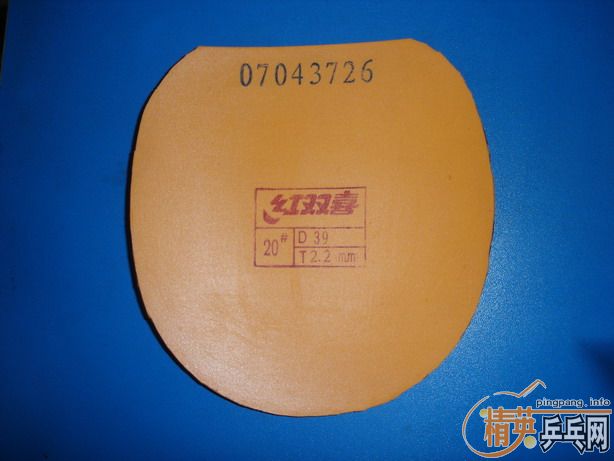 07043726
红双喜
20# D 39
T 2.2 mm
pingpang.info
精英乒乓网